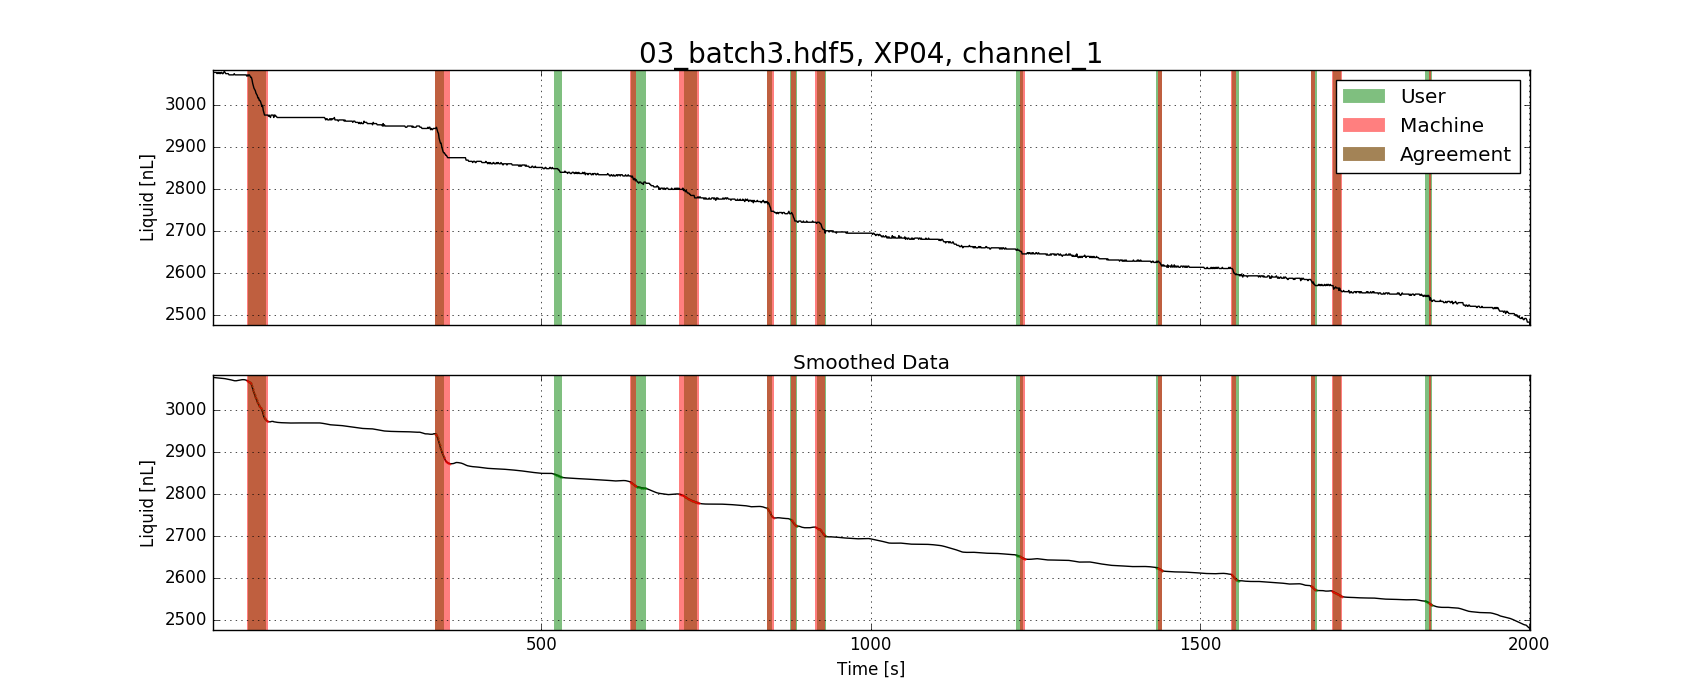 03_batch3.hdf5, XP04, channel_1
3000
2900
2800
2700
2600
2500
Liquid [nL]
User
Machine
Agreement
Smoothed Data
3000
2900
2800
2700
2600
2500
Liquid [nL]
500
1000
1500
2000
Time [s]